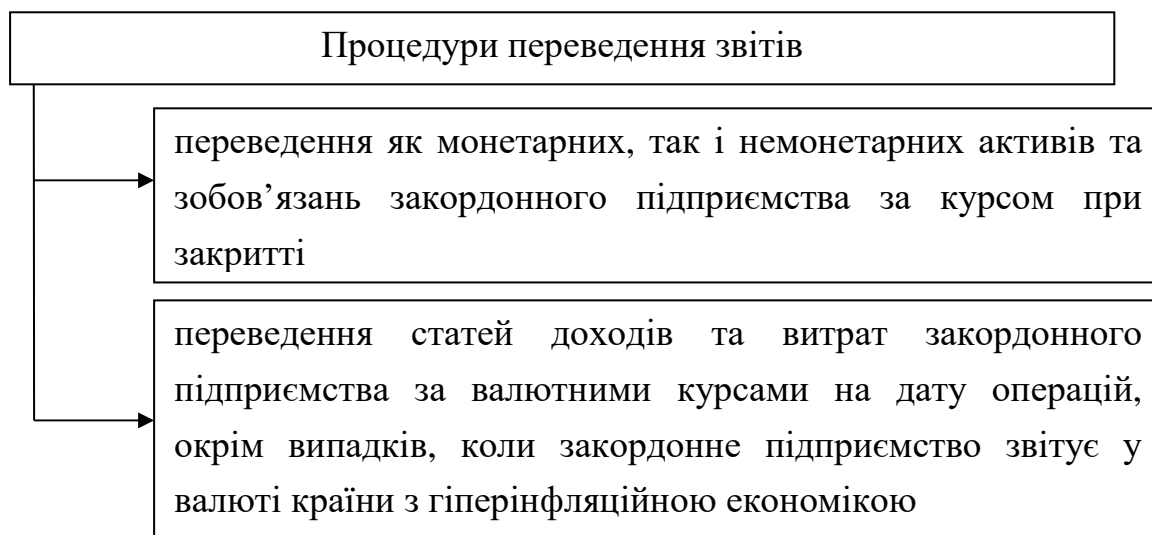 Процедури переведення звітів
переведення як монетарних, так і немонетарних активів та
зобов’язань закордонного підприємства за курсом при
закритті
переведення статей доходів та витрат закордонного
підприємства за валютними курсами на дату операцій,
окрім випадків, коли закордонне підприємство звітує у
валюті країни з гіперінфляційною економікою